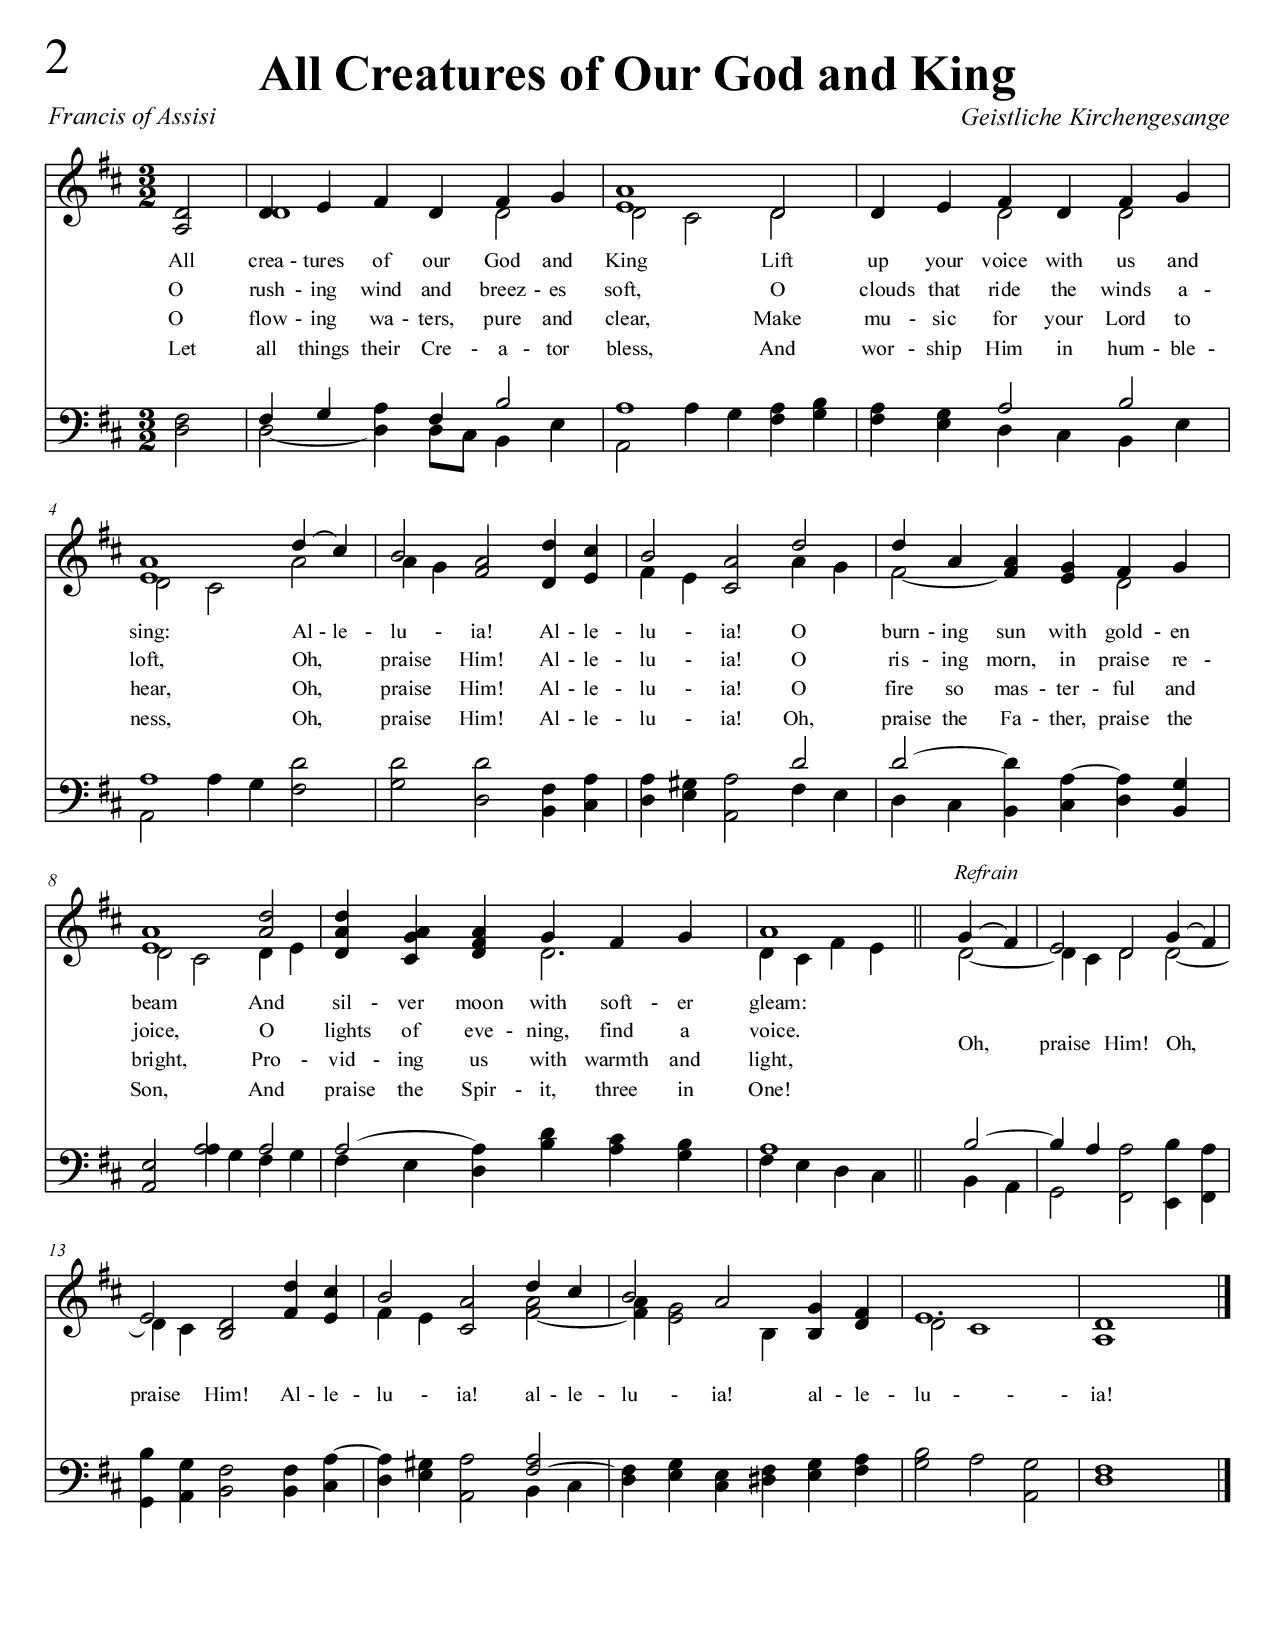 2
All Creatures of Our God and King
Francis of Assisi
Geistliche Kirchengesange
3 2
All crea - tures of our God and King Lift up your voice with us and
O rush - ing wind and breez - es soft, O clouds that ride the winds a -
O flow - ing wa - ters, pure and clear, Make mu - sic for your Lord to
Let all things their Cre - a - tor bless, And wor - ship Him in hum - ble -
3 2
4
sing: Al - le - lu - ia! Al - le - lu - ia! O burn - ing sun with gold - en
loft, Oh, praise Him! Al - le - lu - ia! O ris - ing morn, in praise re -
hear, Oh, praise Him! Al - le - lu - ia! O fire so mas - ter - ful and
ness, Oh, praise Him! Al - le - lu - ia! Oh, praise the Fa - ther, praise the
8
Refrain
beam And sil - ver moon with soft - er gleam:
joice, O lights of eve - ning, find a voice.
Oh, praise Him! Oh,
bright, Pro - vid - ing us with warmth and light,
Son, And praise the Spir - it, three in One!
13
praise Him! Al - le - lu - ia! al - le - lu - ia! al - le - lu - - ia!